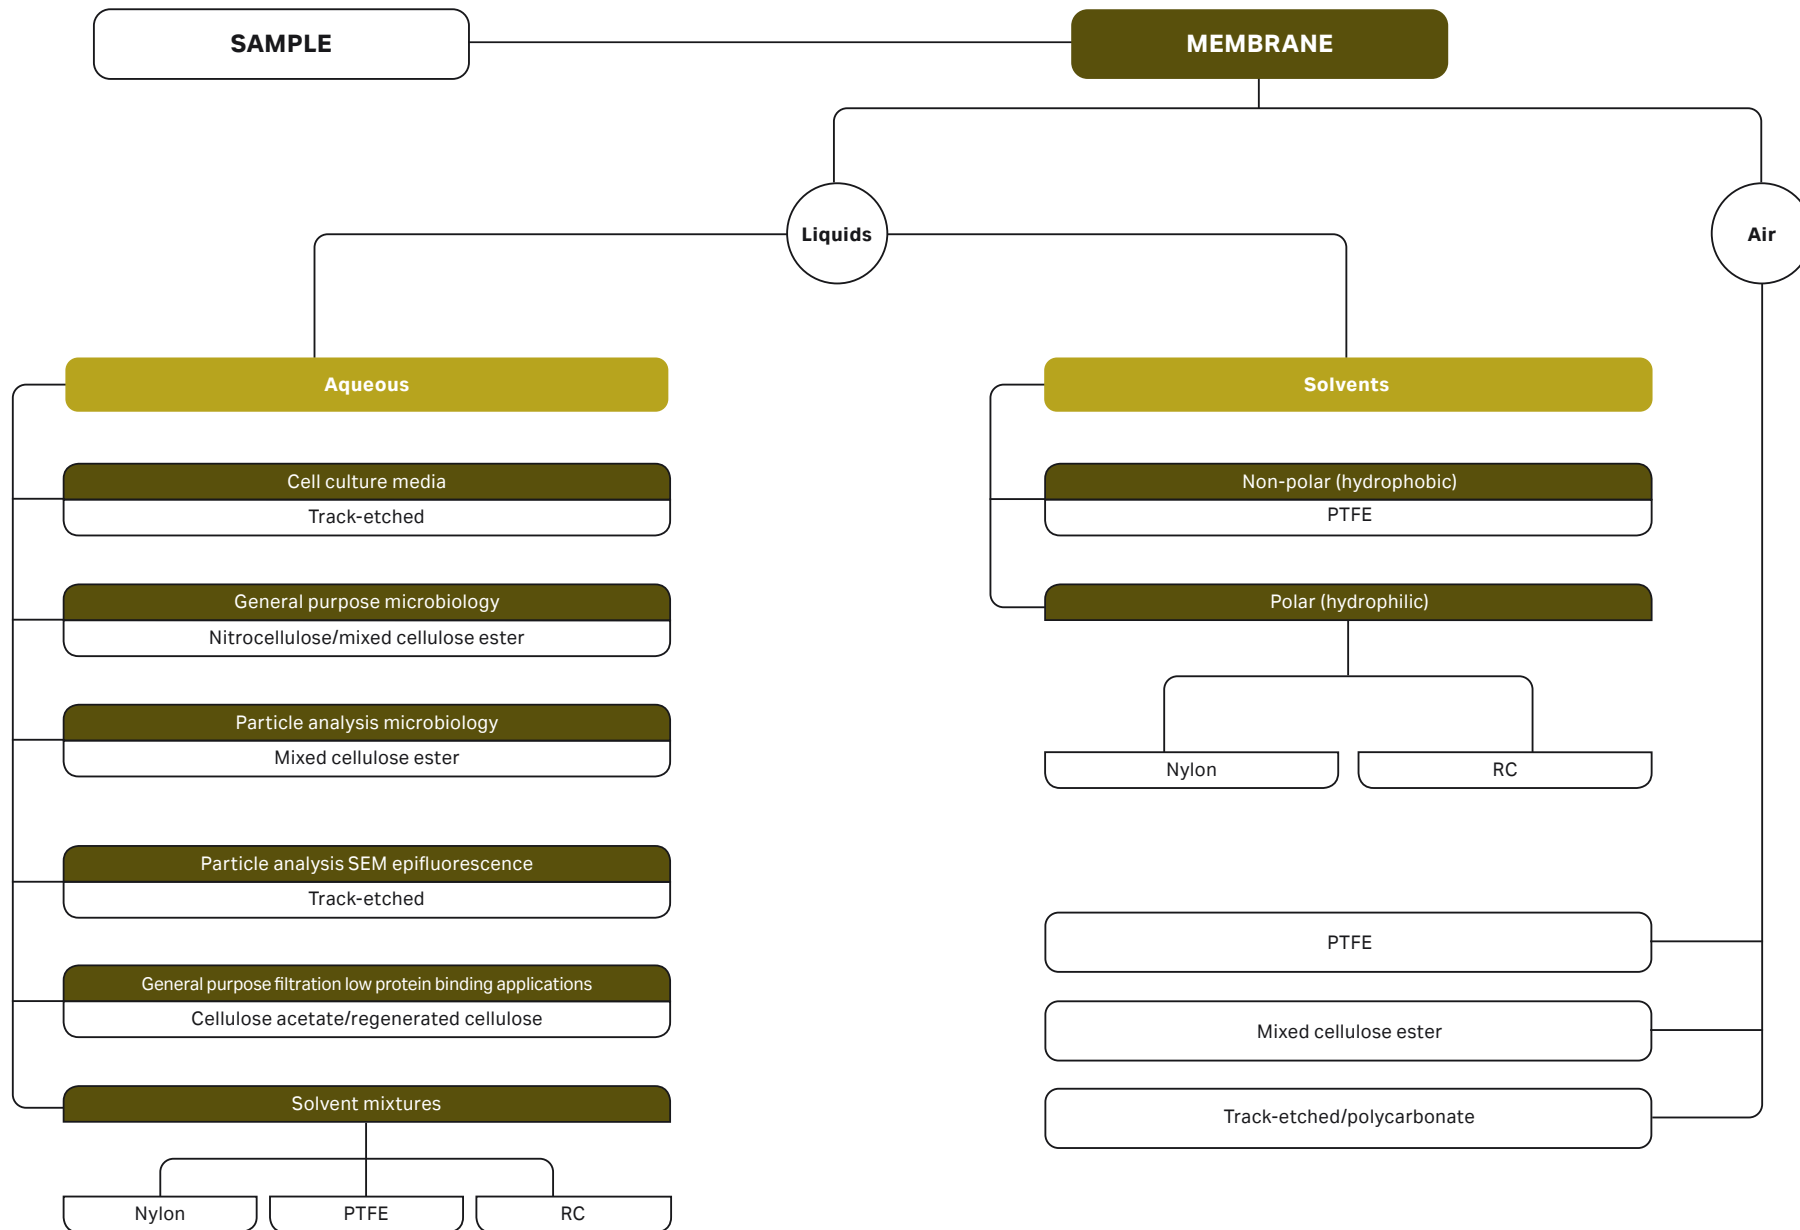 SAMPLE
MEMBRANE
Liquids
Air
Aqueous
Cell culture media
Track-etched
General purpose microbiology
Nitrocellulose/mixed cellulose ester
Particle analysis microbiology
Mixed cellulose ester
Particle analysis SEM epifluorescence
Track-etched
General purpose filtration low protein binding applications
Cellulose acetate/regenerated cellulose
Solvent mixtures
Nylon
PTFE
RC
Solvents
Non-polar (hydrophobic)
PTFE
Polar (hydrophilic)
Nylon
RC
PTFE
Mixed cellulose ester
Track-etched/polycarbonate